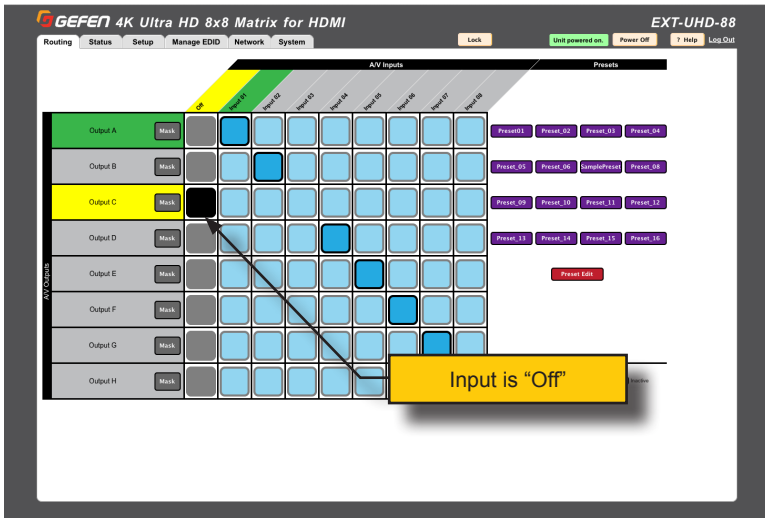 GEFEN 4K Ultra HD 8x8 Matrix for HDMI EXT-UHD-88
Routing Status Setup Manage EDID Network System Lock Unit powered on. Power Off ? Help Log Out
A/V Inputs Presets
Off Input 01 Input 02 Input 03 Input 04 Input 05 Input 06 Input 07 Input 08
A/V Outputs
Output A Mask Preset01 Preset_02 Preset_03 Preset_04
Output B Mask Preset_05 Preset_06 SamplePreset Preset_08
Output C Mask Preset_09 Preset_10 Preset_11 Preset_12
Output D Mask Preset_13 Preset_14 Preset_15 Preset_16
Output E Mask Preset Edit
Output F Mask
Output G Mask
Output H Mask Inactive
Input is “Off”